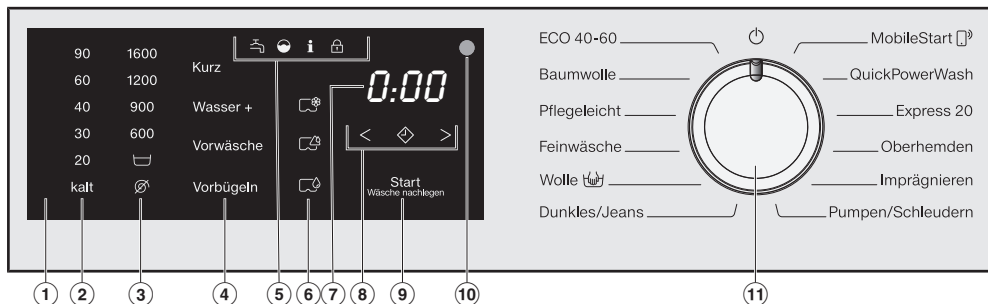 90
60
40
30
20
kalt
1600
1200
900
600
Kurz
Wasser +
Vorwäsche
Vorbügeln
0:00
< >
Start
Wäsche nachlegen
ECO 40-60
Baumwolle
Pflegeleicht
Feinwäsche
Wolle
Dunkles/Jeans
MobileStart
QuickPowerWash
Express 20
Oberhemden
Imprägnieren
Pumpen/Schleudern
① ② ③ ④ ⑤ ⑥ ⑦ ⑧ ⑨ ⑩ ⑪